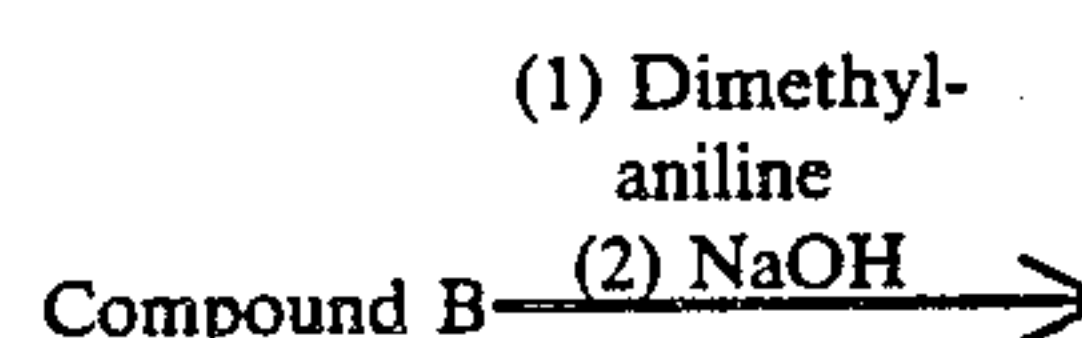 (1) Dimethyl-
aniline
(2) NaOH
Compound B